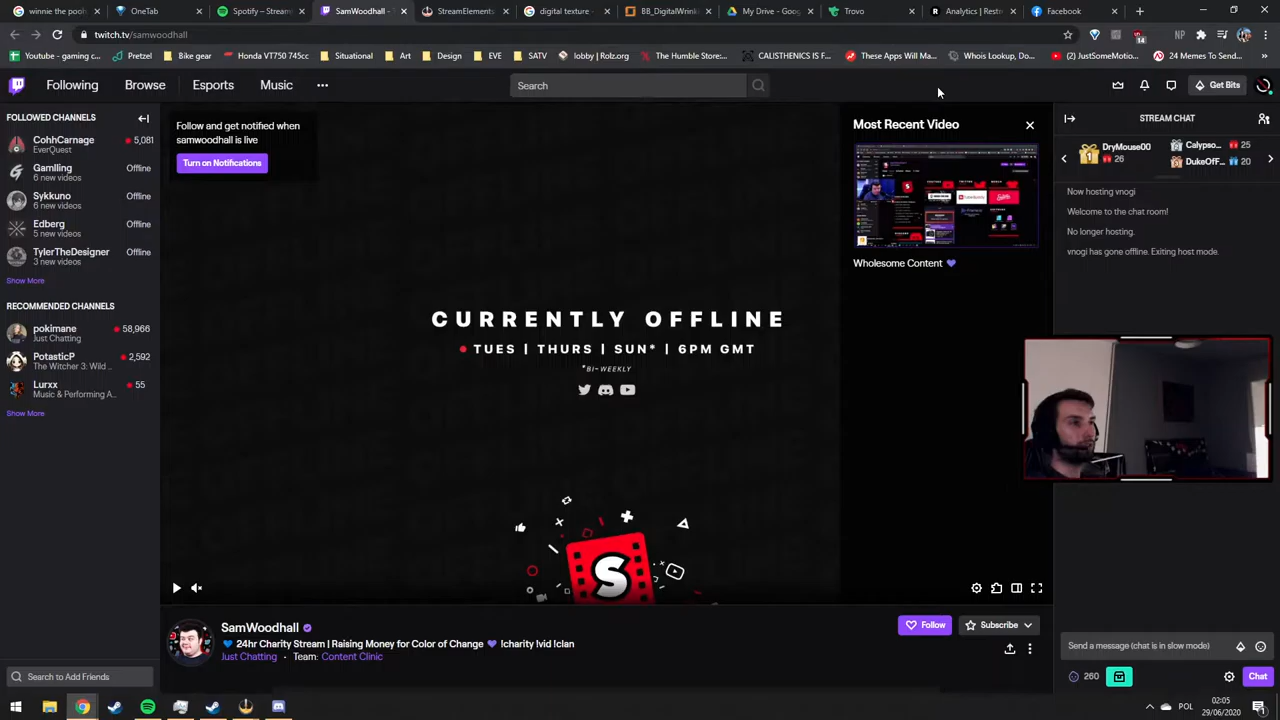 winnie the pooh
OneTab
Spotify – Stream
SamWoodhall -
StreamElements
digital texture -
BB_DigitalWrink
My Drive - Goog
Trovo
Analytics | Restr
Facebook
twitch.tv/samwoodhall
14
NP
Youtube - gaming c...
Pretzel
Bike gear
Honda VT750 745cc
Situational
Art
Design
EVE
SATV
lobby | Rolz.org
The Humble Store:...
CALISTHENICS IS F...
These Apps Will Ma...
Whois Lookup, Do...
(2) JustSomeMotion...
24 Memes To Send...
Following
Browse
Esports
Music
Search
Get Bits
FOLLOWED CHANNELS
CohhCarnage
5,081
EverQuest
Gamlling
Offline
6 new videos
Sykkuno
Offline
6 new videos
Edberg
Offline
5 new videos
TylerTheDesigner
Offline
3 new videos
Show More
RECOMMENDED CHANNELS
pokimane
58,966
Just Chatting
PotasticP
2,592
The Witcher 3: Wild ...
Lurxx
55
Music & Performing A...
Show More
Search to Add Friends
Follow and get notified when
samwoodhall is live
Turn on Notifications
CURRENTLY OFFLINE
TUES | THURS | SUN* | 6PM GMT
*BI-WEEKLY
S
Most Recent Video
Wholesome Content 💜
SamWoodhall
💙 24hr Charity Stream | Raising Money for Color of Change 💜 !charity !vid !clan
Just Chatting · Team: Content Clinic
Follow
Subscribe
STREAM CHAT
1
DryMouse00
26
Calypso...
25
DukeOfF...
20
Now hosting vnogi
Welcome to the chat room!
No longer hosting.
vnogi has gone offline. Exiting host mode.
Send a message (chat is in slow mode)
260
Chat
POL
02:05
29/06/2020